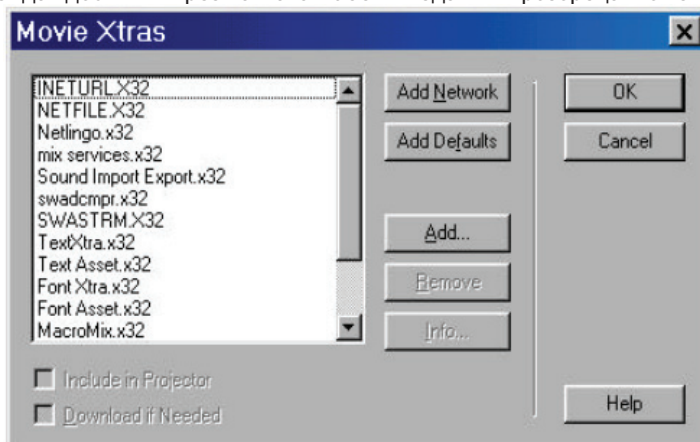 Movie Xtras
INETURL.X32
NETFILE.X32
Netlingo.x32
mix services.x32
Sound Import Export.x32
swadcmpr.x32
SWASTRM.X32
TextXtra.x32
Text Asset.x32
Font Xtra.x32
Font Asset.x32
MacroMix.x32
Include in Projector
Download if Needed
Add Network
Add Defaults
Add...
Remove
Info...
OK
Cancel
Help